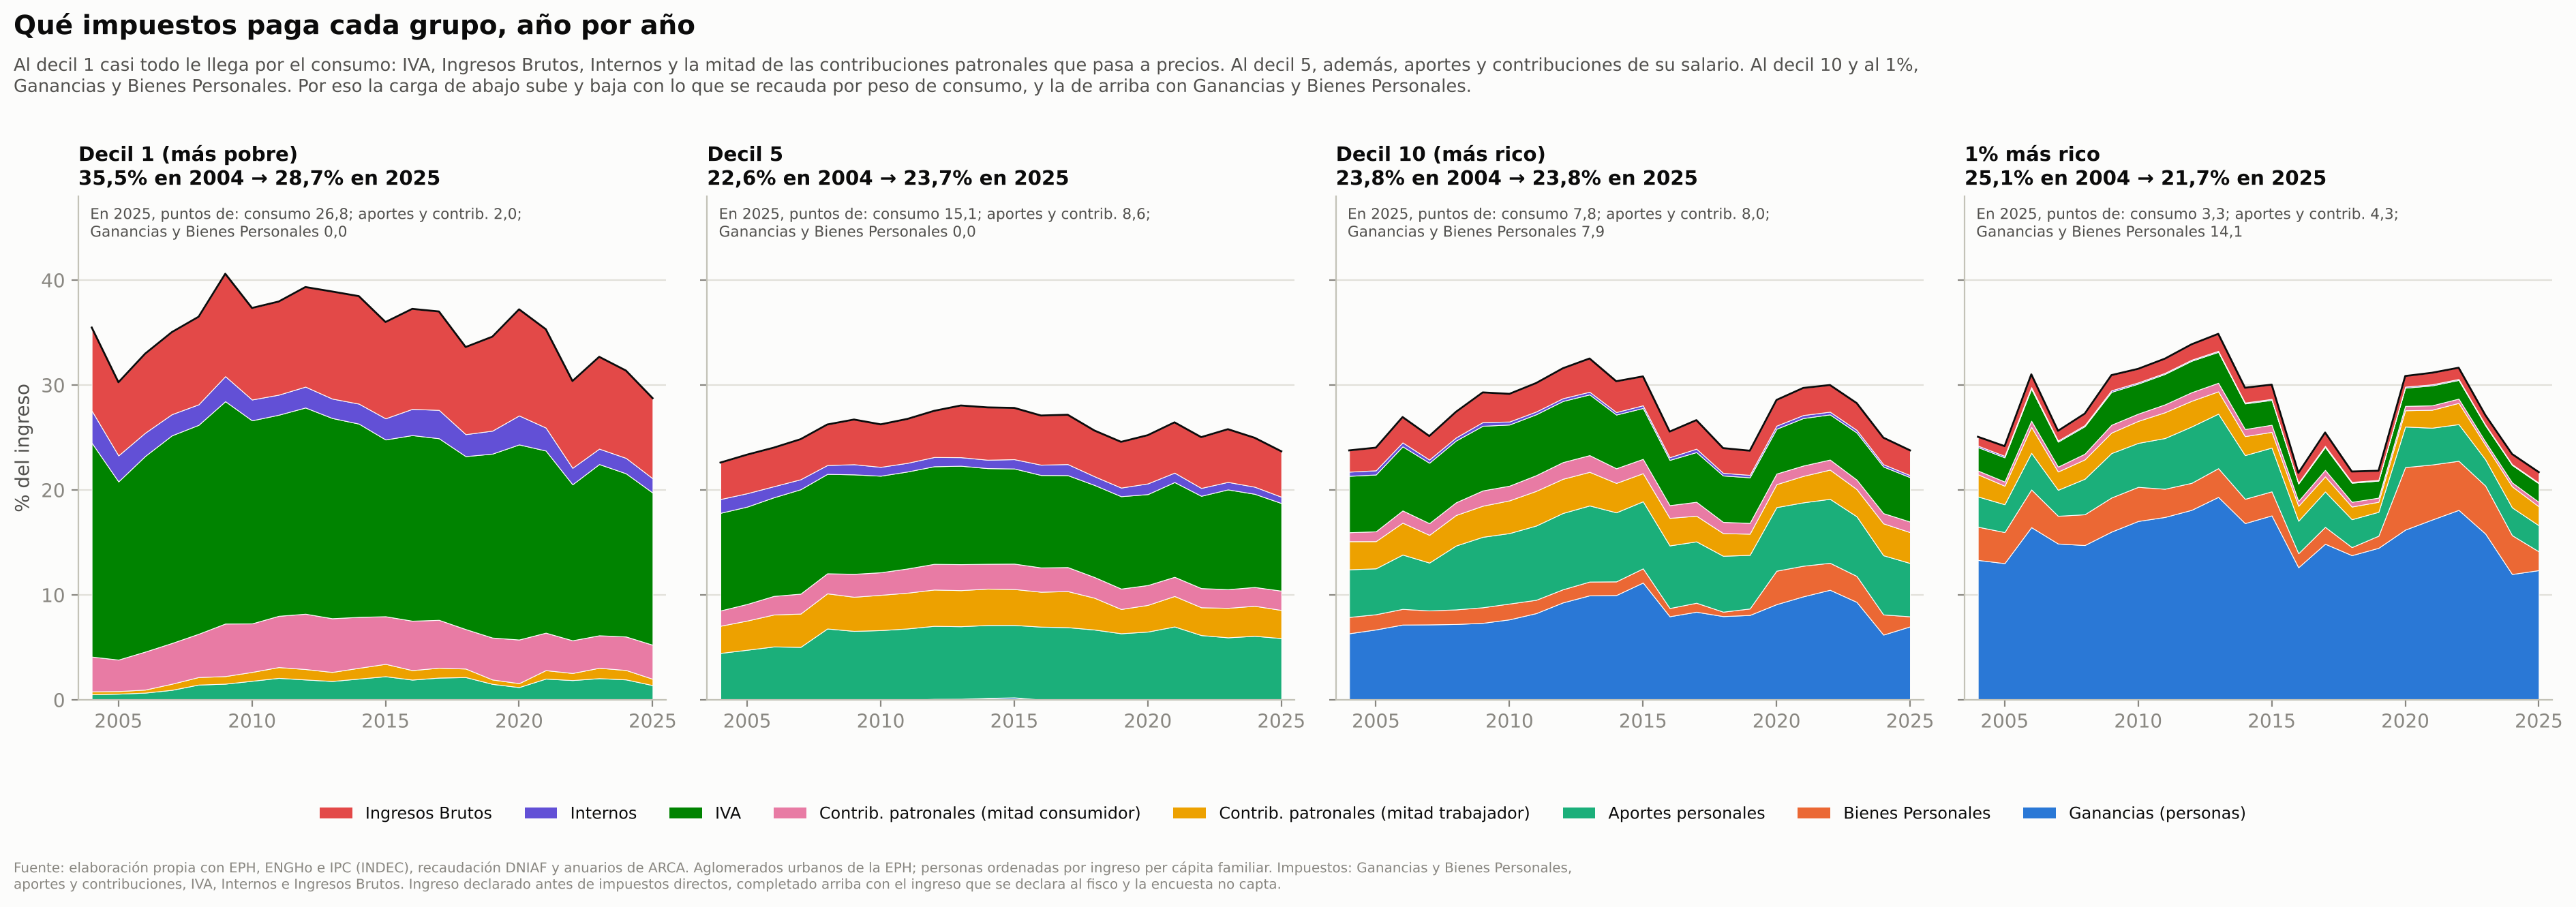 Qué impuestos paga cada grupo, año por año
Al decil 1 casi todo le llega por el consumo: IVA, Ingresos Brutos, Internos y la mitad de las contribuciones patronales que pasa a precios. Al decil 5, además, aportes y contribuciones de su salario. Al decil 10 y al 1%,
Ganancias y Bienes Personales. Por eso la carga de abajo sube y baja con lo que se recauda por peso de consumo, y la de arriba con Ganancias y Bienes Personales.
Decil 1 (más pobre)
35,5% en 2004 → 28,7% en 2025
En 2025, puntos de: consumo 26,8; aportes y contrib. 2,0;
Ganancias y Bienes Personales 0,0
% del ingreso
40
30
20
10
0
2005 2010 2015 2020 2025
Decil 5
22,6% en 2004 → 23,7% en 2025
En 2025, puntos de: consumo 15,1; aportes y contrib. 8,6;
Ganancias y Bienes Personales 0,0
2005 2010 2015 2020 2025
Decil 10 (más rico)
23,8% en 2004 → 23,8% en 2025
En 2025, puntos de: consumo 7,8; aportes y contrib. 8,0;
Ganancias y Bienes Personales 7,9
2005 2010 2015 2020 2025
1% más rico
25,1% en 2004 → 21,7% en 2025
En 2025, puntos de: consumo 3,3; aportes y contrib. 4,3;
Ganancias y Bienes Personales 14,1
2005 2010 2015 2020 2025
Ingresos Brutos Internos IVA Contrib. patronales (mitad consumidor) Contrib. patronales (mitad trabajador) Aportes personales Bienes Personales Ganancias (personas)
Fuente: elaboración propia con EPH, ENGHo e IPC (INDEC), recaudación DNIAF y anuarios de ARCA. Aglomerados urbanos de la EPH; personas ordenadas por ingreso per cápita familiar. Impuestos: Ganancias y Bienes Personales,
aportes y contribuciones, IVA, Internos e Ingresos Brutos. Ingreso declarado antes de impuestos directos, completado arriba con el ingreso que se declara al fisco y la encuesta no capta.